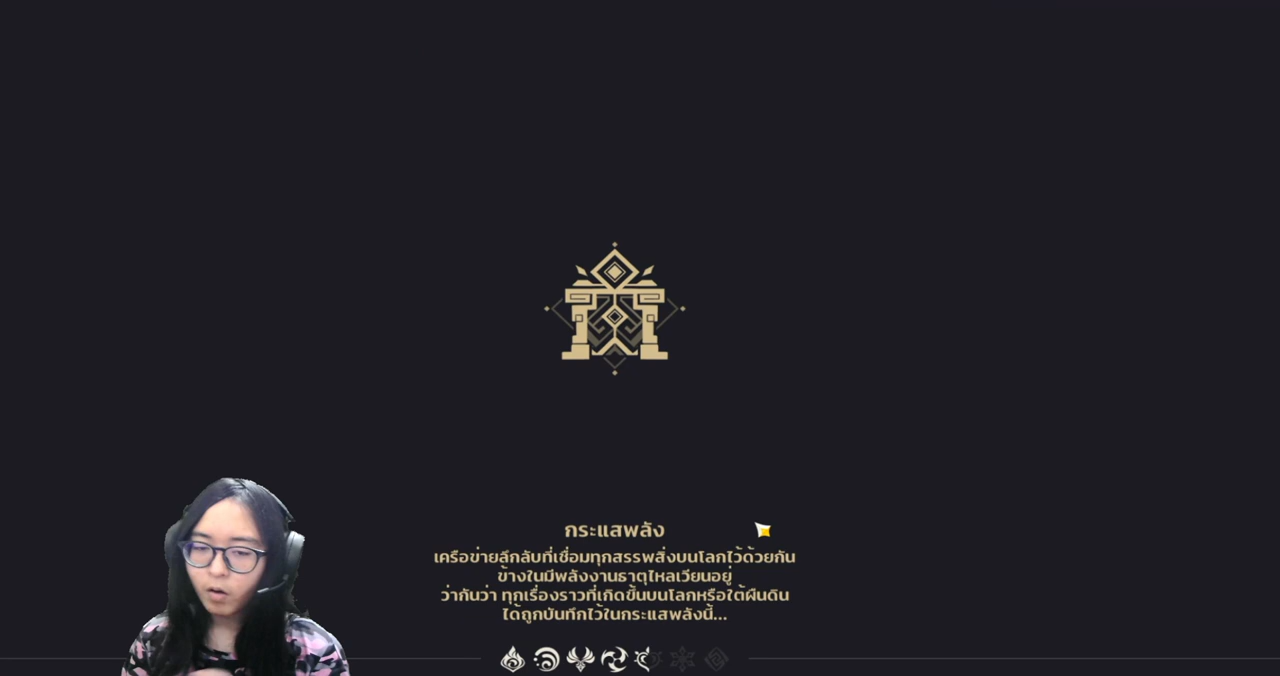 กระแสพลัง
เครือข่ายลึกลับที่เชื่อมทุกสรรพสิ่งบนโลกไว้ด้วยกัน
ข้างในมีพลังงานธาตุไหลเวียนอยู่
ว่ากันว่า ทุกเรื่องราวที่เกิดขึ้นบนโลกหรือใต้ผืนดิน
ได้ถูกบันทึกไว้ในกระแสพลังนี้...